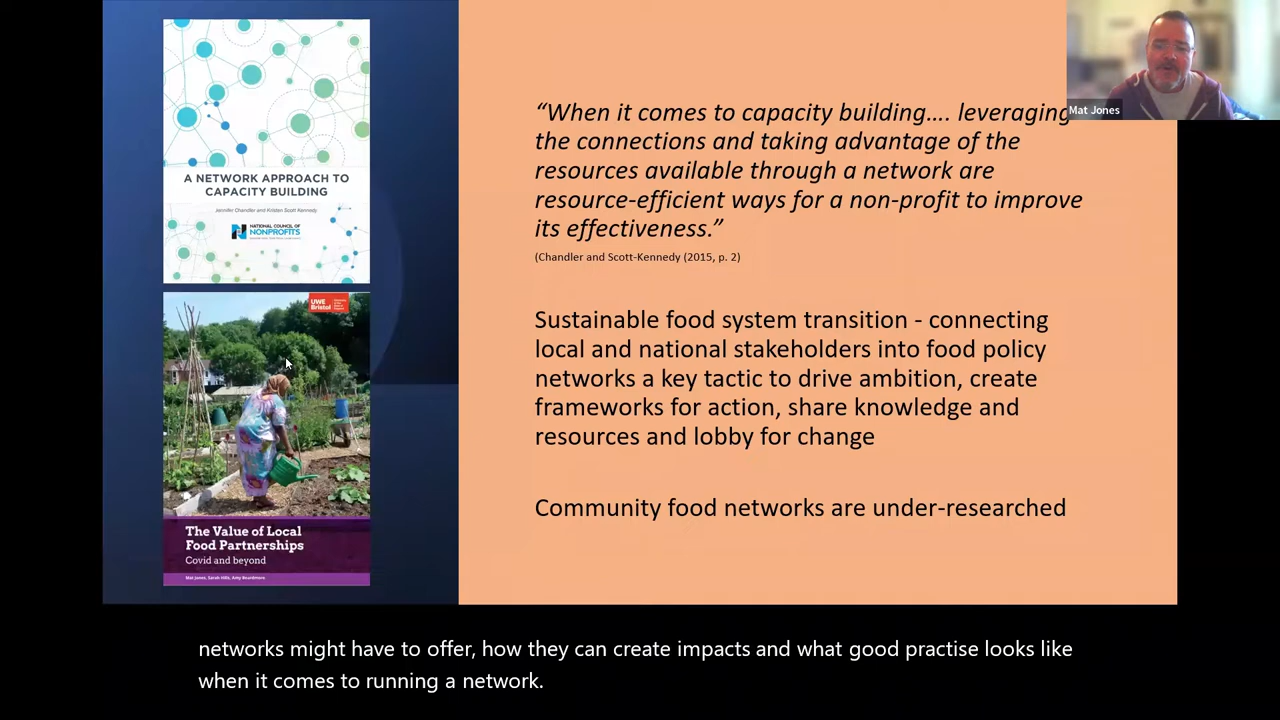 A NETWORK APPROACH TO
CAPACITY BUILDING
Jennifer Chandler and Kristen Scott Kennedy
NATIONAL COUNCIL OF
NONPROFITS
UWE
Bristol
The Value of Local
Food Partnerships
Covid and beyond
Mat Jones, Sarah Hills, Amy Beardmore
“When it comes to capacity building…. leveraging
the connections and taking advantage of the
resources available through a network are
resource-efficient ways for a non-profit to improve
its effectiveness.”
(Chandler and Scott-Kennedy (2015, p. 2)
Sustainable food system transition - connecting
local and national stakeholders into food policy
networks a key tactic to drive ambition, create
frameworks for action, share knowledge and
resources and lobby for change
Community food networks are under-researched
Mat Jones
networks might have to offer, how they can create impacts and what good practise looks like
when it comes to running a network.